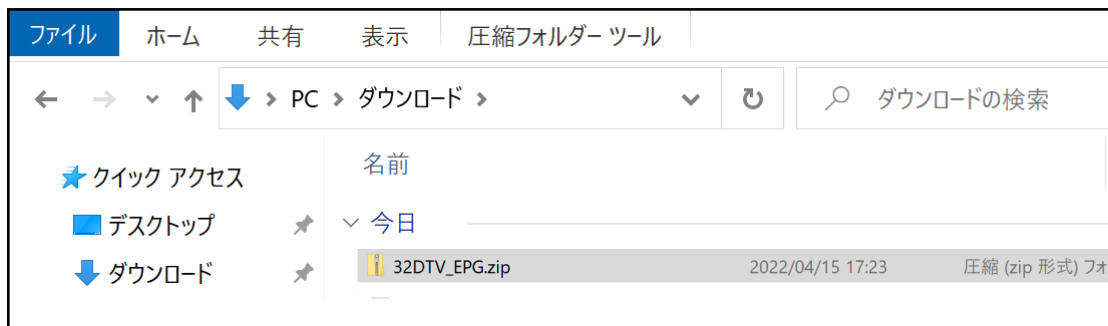 ファイル ホーム 共有 表示 圧縮フォルダー ツール
PC ダウンロード ダウンロードの検索
名前
クイック アクセス
今日
デスクトップ
32DTV_EPG.zip 2022/04/15 17:23 圧縮 (zip 形式) フォ
ダウンロード